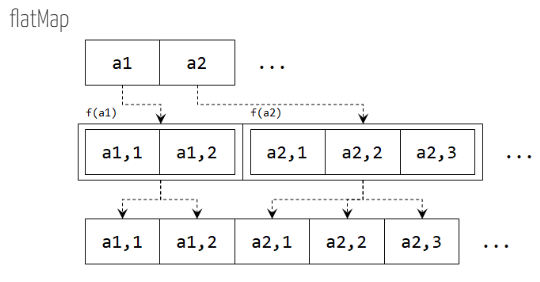 flatMap
a1 a2 ...
f(a1) f(a2)
a1,1 a1,2 a2,1 a2,2 a2,3 ...
a1,1 a1,2 a2,1 a2,2 a2,3 ...